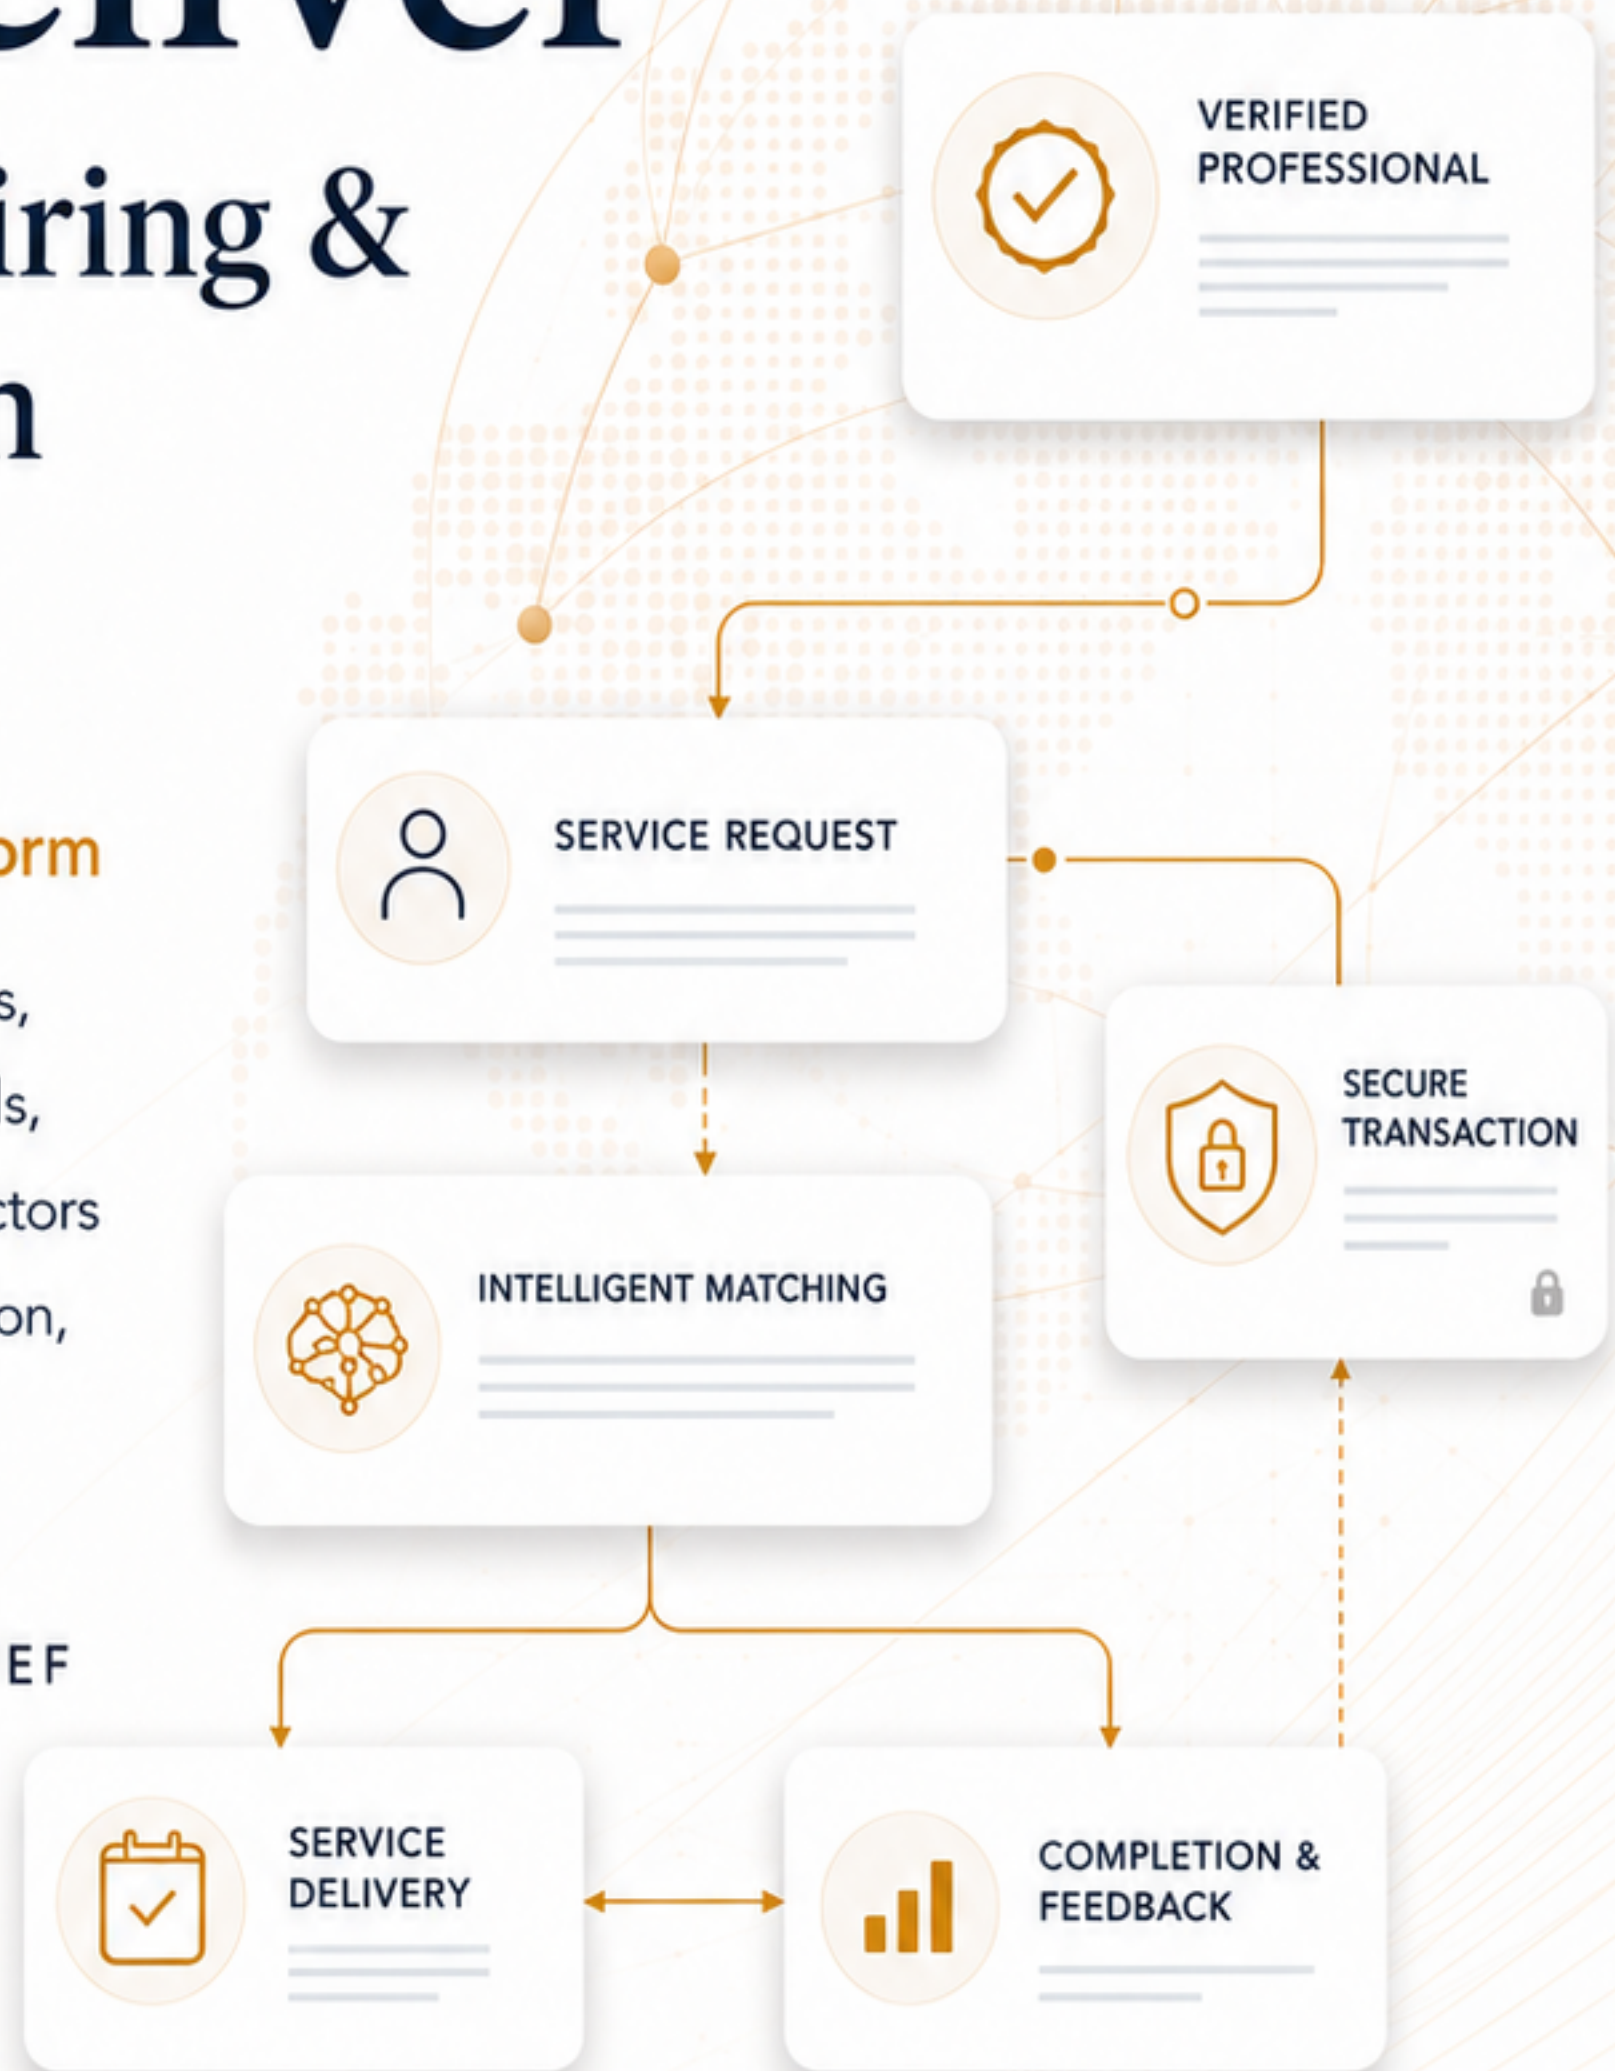 iring &
VERIFIED
PROFESSIONAL
SERVICE REQUEST
orm
s,
ls,
ctors
on,
SECURE
TRANSACTION
INTELLIGENT MATCHING
EF
SERVICE
DELIVERY
COMPLETION &
FEEDBACK